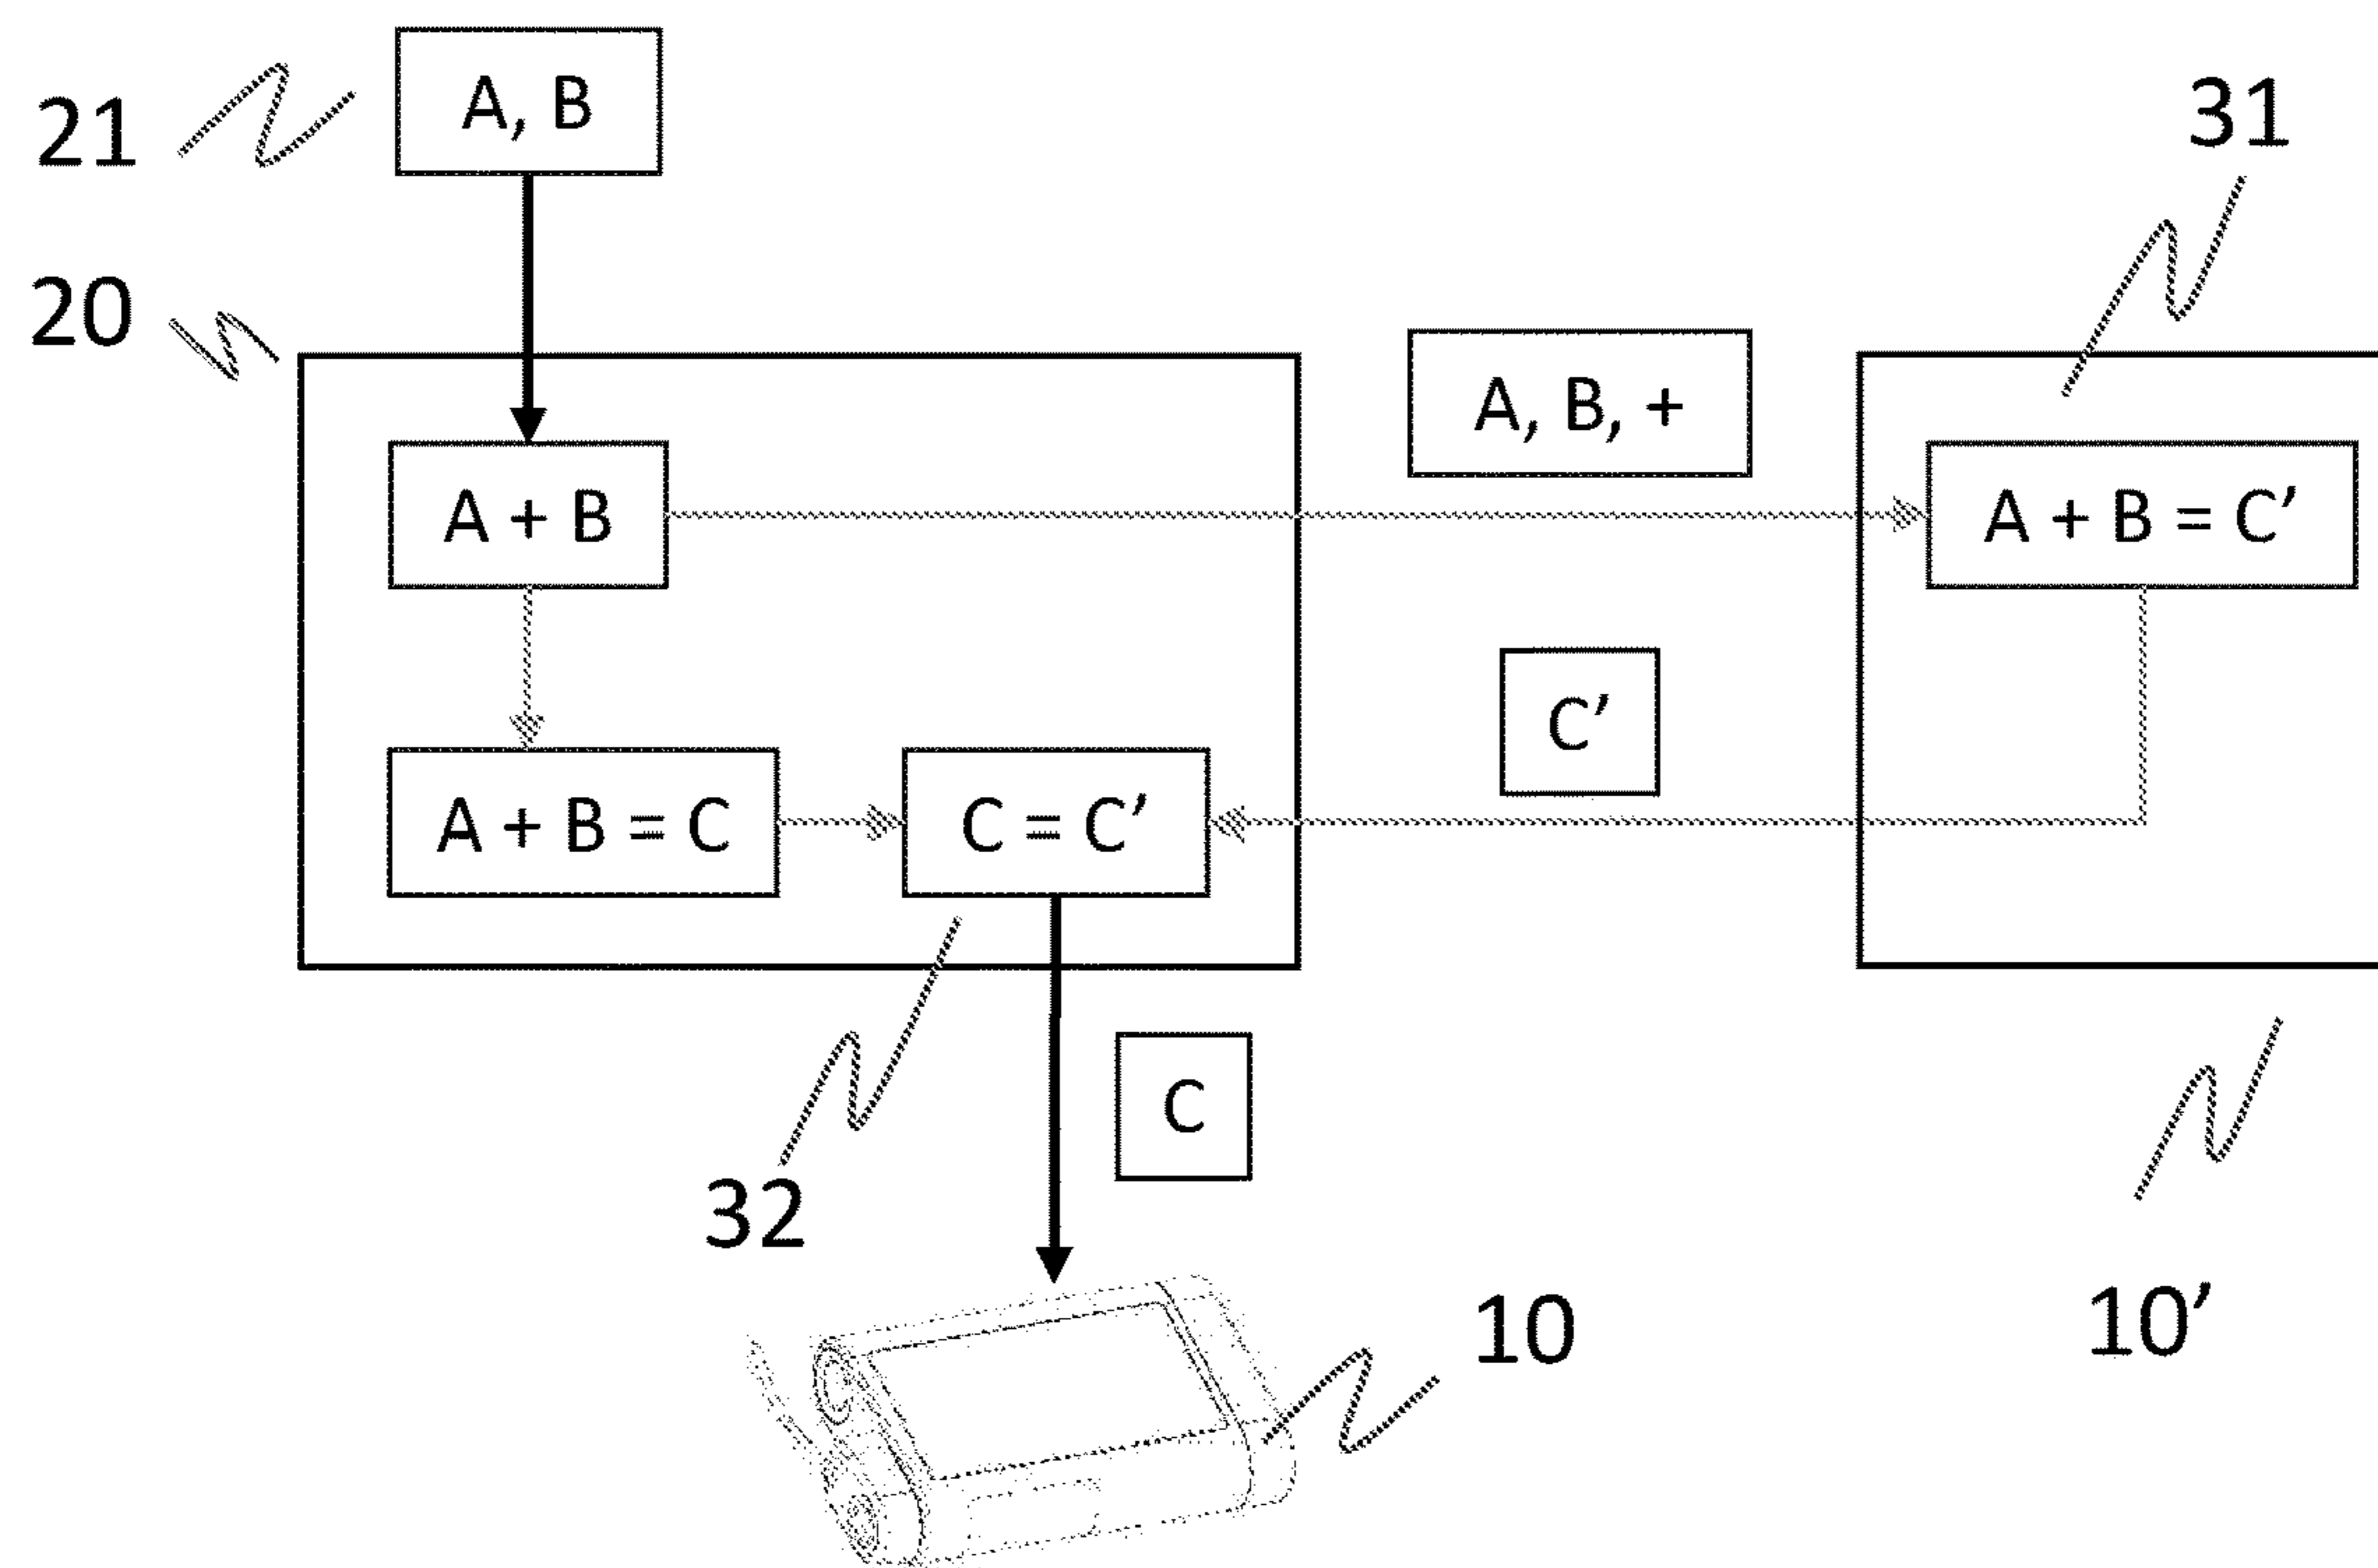 A, B
21
31
20
A, B, +
A + B
A + B = C’
C’
A + B = C
C = C’
C
32
10
10’